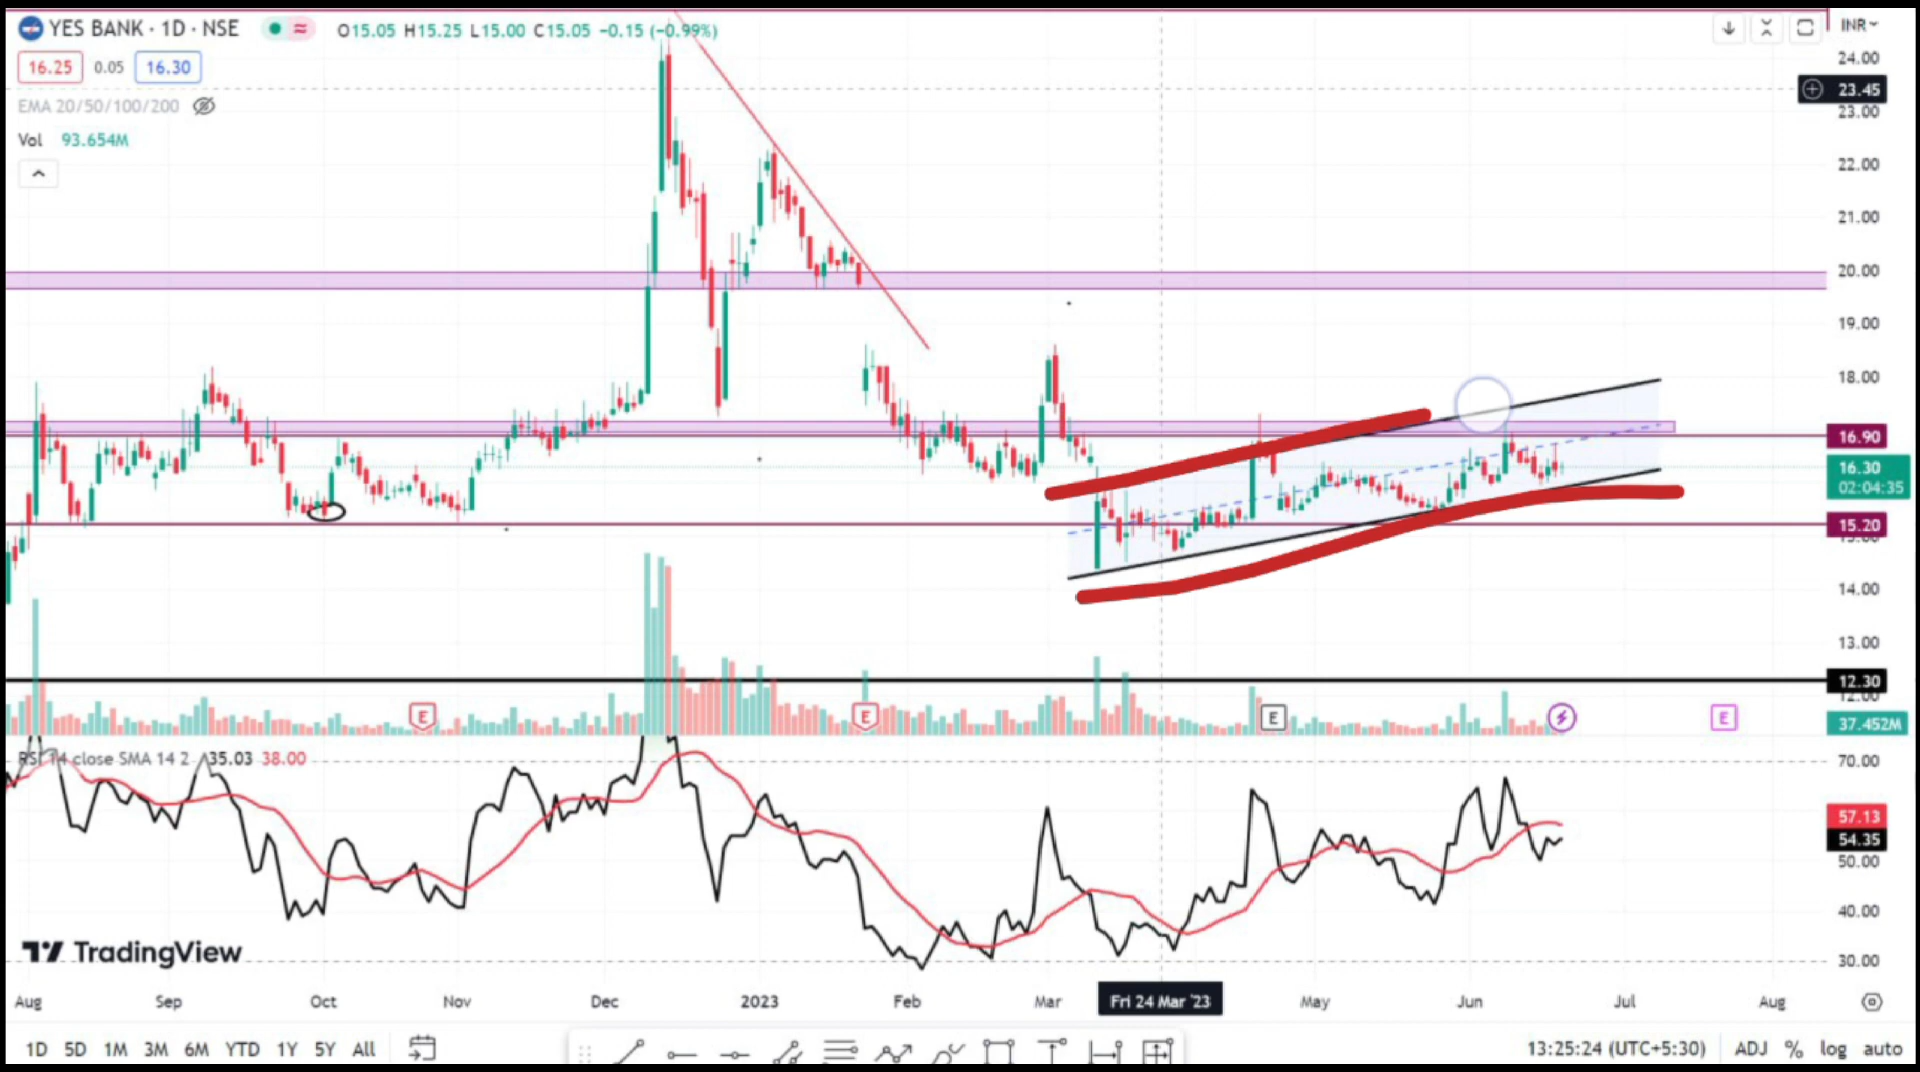 YES BANK · 1D · NSE
O15.05 H15.25 L15.00 C15.05 −0.15 (−0.99%)
INR
16.25 0.05 16.30
EMA 20/50/100/200
Vol 93.654M
24.00
23.45
23.00
22.00
21.00
20.00
19.00
18.00
16.90
16.30
02:04:35
15.20
14.00
13.00
12.30
12.00
37.452M
E
E
E
E
RSI 14 close SMA 14 2 35.03 38.00
70.00
57.13
54.35
50.00
40.00
30.00
TradingView
Aug Sep Oct Nov Dec 2023 Feb Mar Fri 24 Mar '23 May Jun Jul Aug
1D 5D 1M 3M 6M YTD 1Y 5Y All
13:25:24 (UTC+5:30) ADJ % log auto